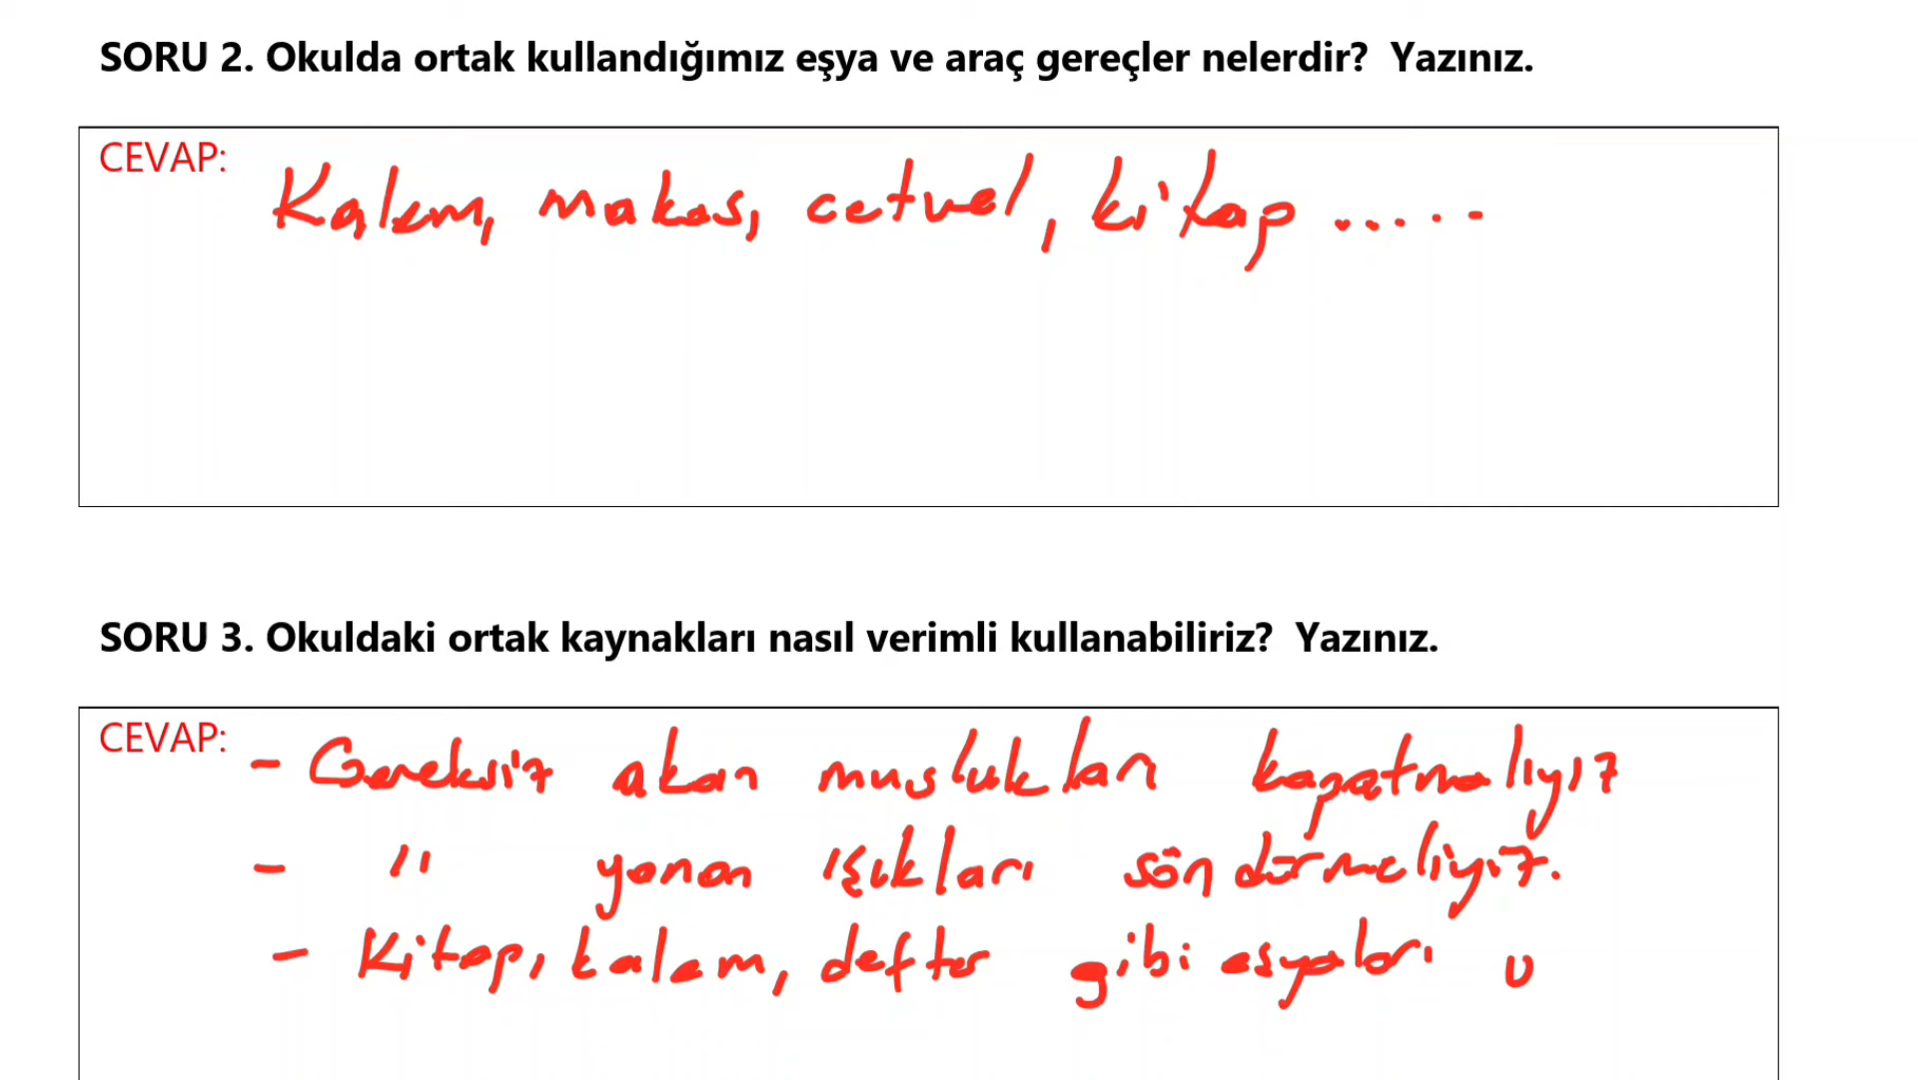 SORU 2. Okulda ortak kullandığımız eşya ve araç gereçler nelerdir? Yazınız.
CEVAP: Kalem, makas, cetvel, kitap .....
SORU 3. Okuldaki ortak kaynakları nasıl verimli kullanabiliriz? Yazınız.
CEVAP: - Gereksiz akan muslukları kapatmalıyız
- " yanan ışıkları söndürmeliyiz.
- Kitap, kalem, defter gibi eşyaları u